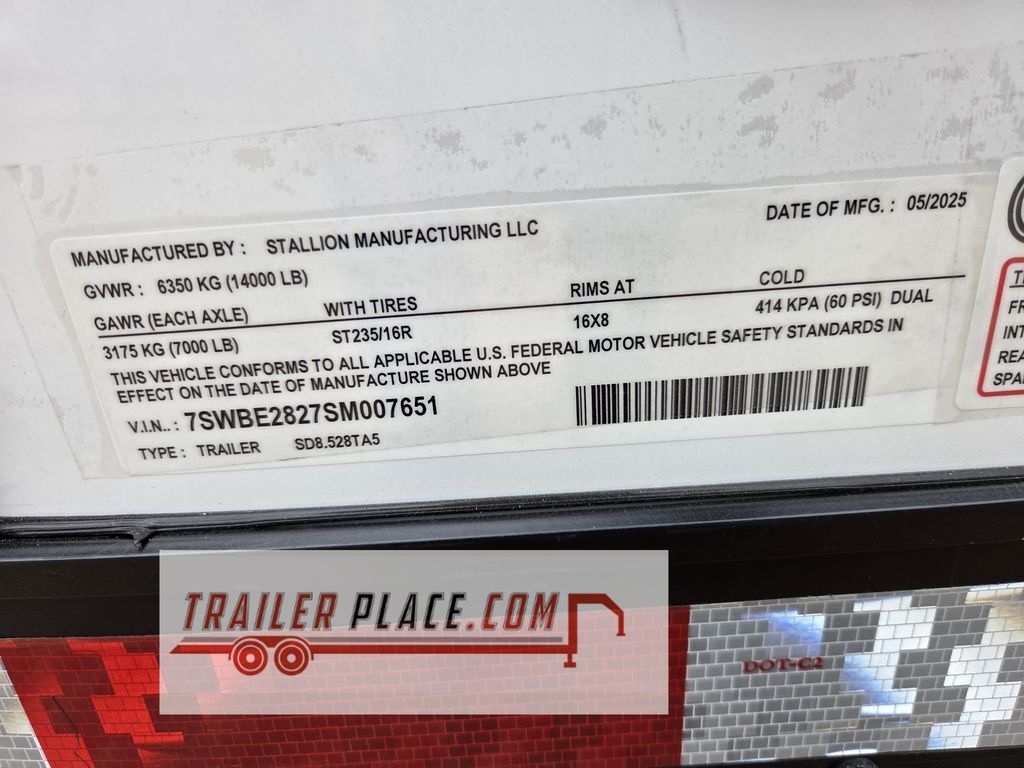 MANUFACTURED BY : STALLION MANUFACTURING LLC
DATE OF MFG. : 05/2025
GVWR : 6350 KG (14000 LB)
GAWR (EACH AXLE) WITH TIRES RIMS AT COLD
3175 KG (7000 LB) ST235/16R 16X8 414 KPA (60 PSI) DUAL
THIS VEHICLE CONFORMS TO ALL APPLICABLE U.S. FEDERAL MOTOR VEHICLE SAFETY STANDARDS IN
EFFECT ON THE DATE OF MANUFACTURE SHOWN ABOVE
V.I.N.. : 7SWBE2827SM007651
TYPE : TRAILER SD8.528TA5
TRAILER PLACE.COM
DOT-C2